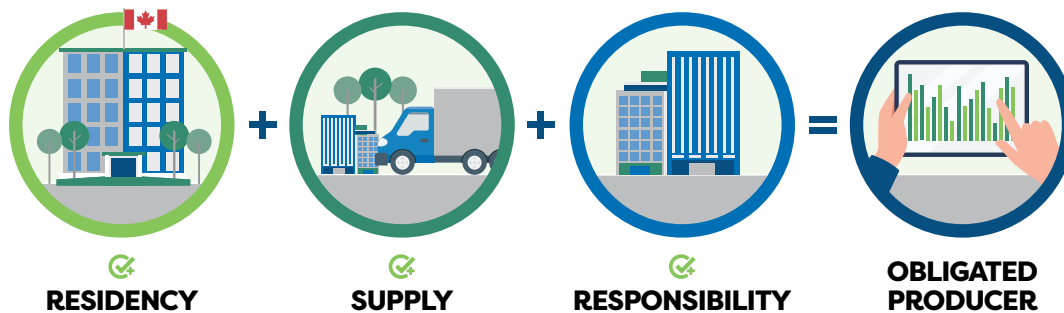 RESIDENCY
SUPPLY
RESPONSIBILITY
OBLIGATED
PRODUCER